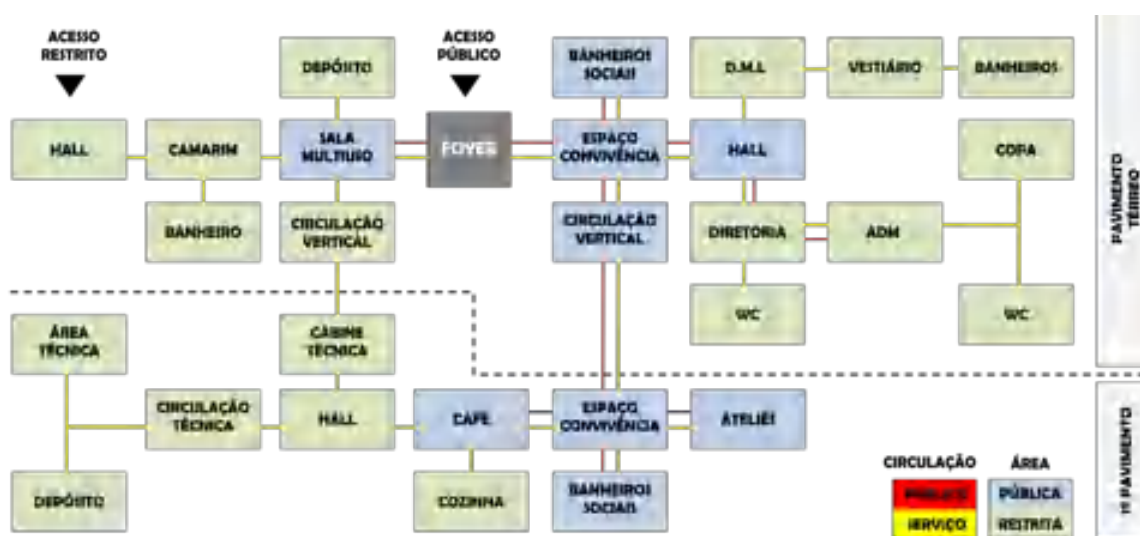 ACESSO
RESTRITO
ACESSO
PÚBLICO
DEPÓSITO
BANHEIROS
SOCIAIS
D.M.L
VESTIÁRIO
BANHEIROS
HALL
CAMARIM
SALA
MULTIUSO
FOYER
ESPAÇO
CONVIVÊNCIA
HALL
COPA
BANHEIRO
CIRCULAÇÃO
VERTICAL
CIRCULAÇÃO
VERTICAL
DIRETORIA
ADM
WC
WC
PAVIMENTO
TÉRREO
ÁREA
TÉCNICA
CABINE
TÉCNICA
CIRCULAÇÃO
TÉCNICA
HALL
CAFÉ
ESPAÇO
CONVIVÊNCIA
ATELIÊS
DEPÓSITO
COZINHA
BANHEIROS
SOCIAIS
CIRCULAÇÃO
ÁREA
PÚBLICO
PÚBLICA
SERVIÇO
RESTRITA
1º PAVIMENTO